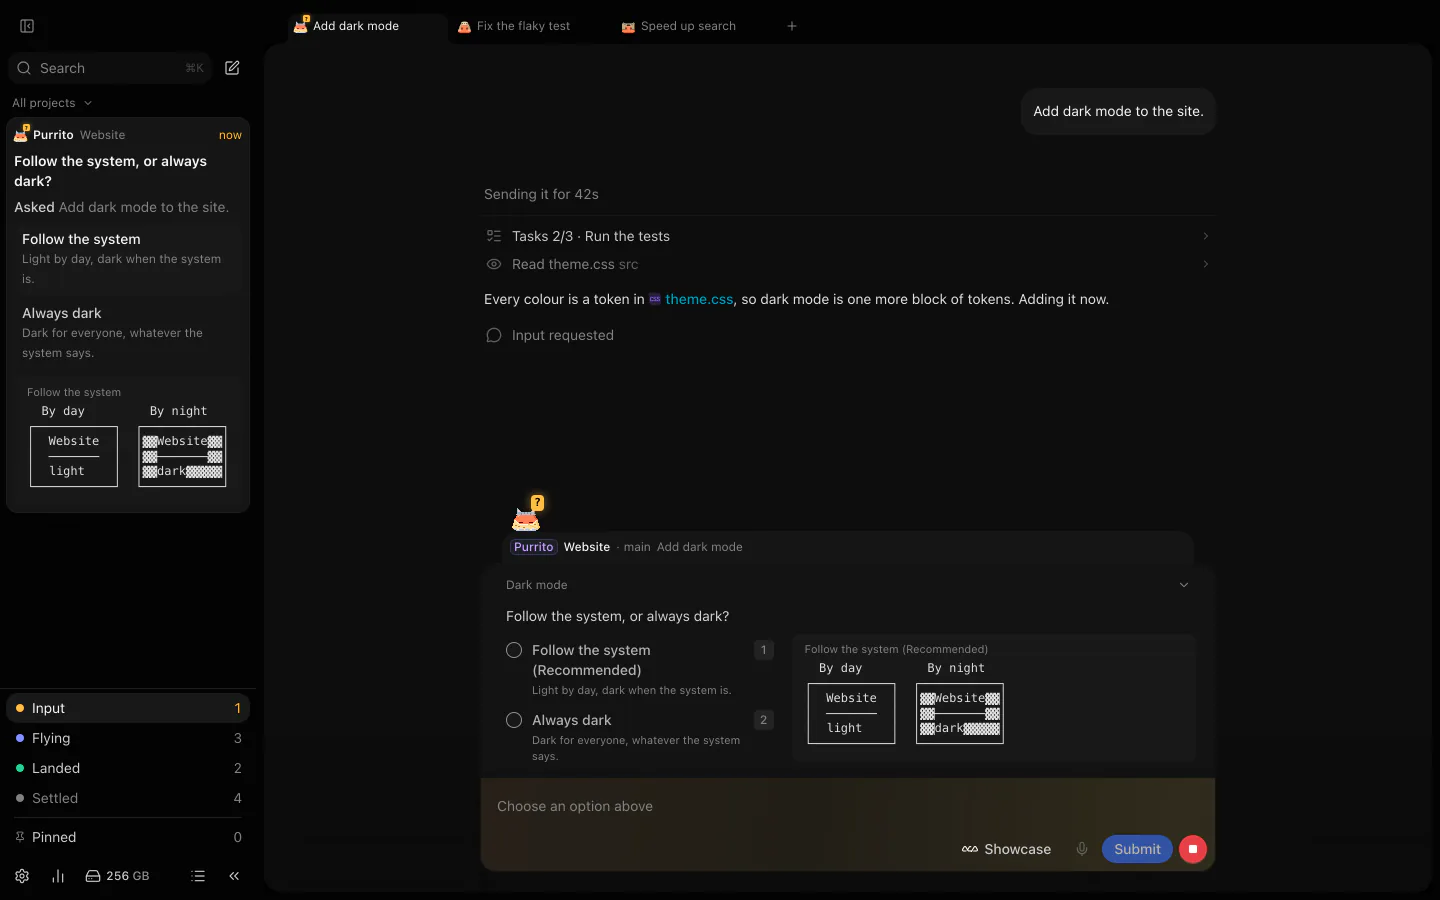 Add dark mode
Fix the flaky test
Speed up search
Search ⌘K
All projects
Purrito Website now
Follow the system, or always
dark?
Asked Add dark mode to the site.
Follow the system
Light by day, dark when the system
is.
Always dark
Dark for everyone, whatever the
system says.
Follow the system
By day By night
Website Website
light dark
Input 1
Flying 3
Landed 2
Settled 4
Pinned 0
256 GB
Add dark mode to the site.
Sending it for 42s
Tasks 2/3 · Run the tests
Read theme.css src
Every colour is a token in theme.css, so dark mode is one more block of tokens. Adding it now.
Input requested
?
Purrito Website · main Add dark mode
Dark mode
Follow the system, or always dark?
Follow the system 1
(Recommended)
Light by day, dark when the system is.
Always dark 2
Dark for everyone, whatever the system
says.
Follow the system (Recommended)
By day By night
Website Website
light dark
Choose an option above
Showcase Submit